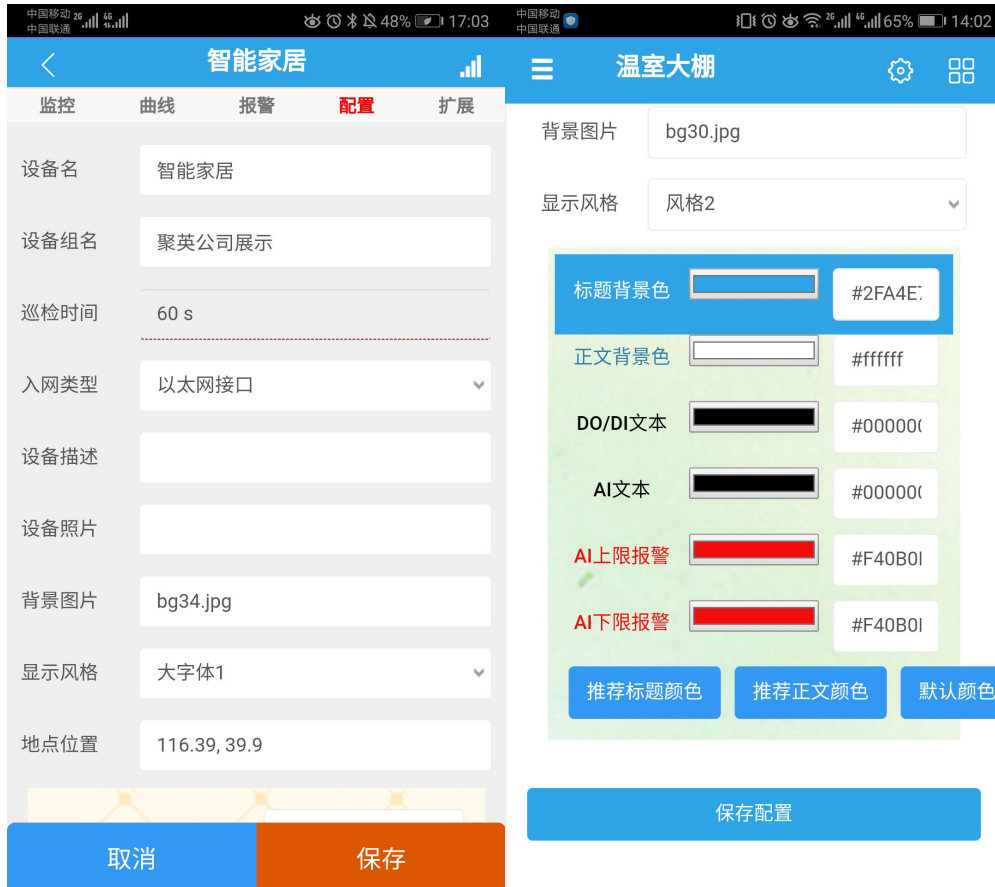 中国移动 2G 4G
中国联通
48% 17:03
智能家居
监控 曲线 报警 配置 扩展
设备名 智能家居
设备组名 聚英公司展示
巡检时间 60 s
入网类型 以太网接口
设备描述
设备照片
背景图片 bg34.jpg
显示风格 大字体1
地点位置 116.39, 39.9
取消 保存
中国移动
中国联通
2G 4G 65% 14:02
温室大棚
背景图片 bg30.jpg
显示风格 风格2
标题背景色 #2FA4E
正文背景色 #ffffff
DO/DI文本 #00000
AI文本 #00000
AI上限报警 #F40B0
AI下限报警 #F40B0
推荐标题颜色 推荐正文颜色 默认颜色
保存配置